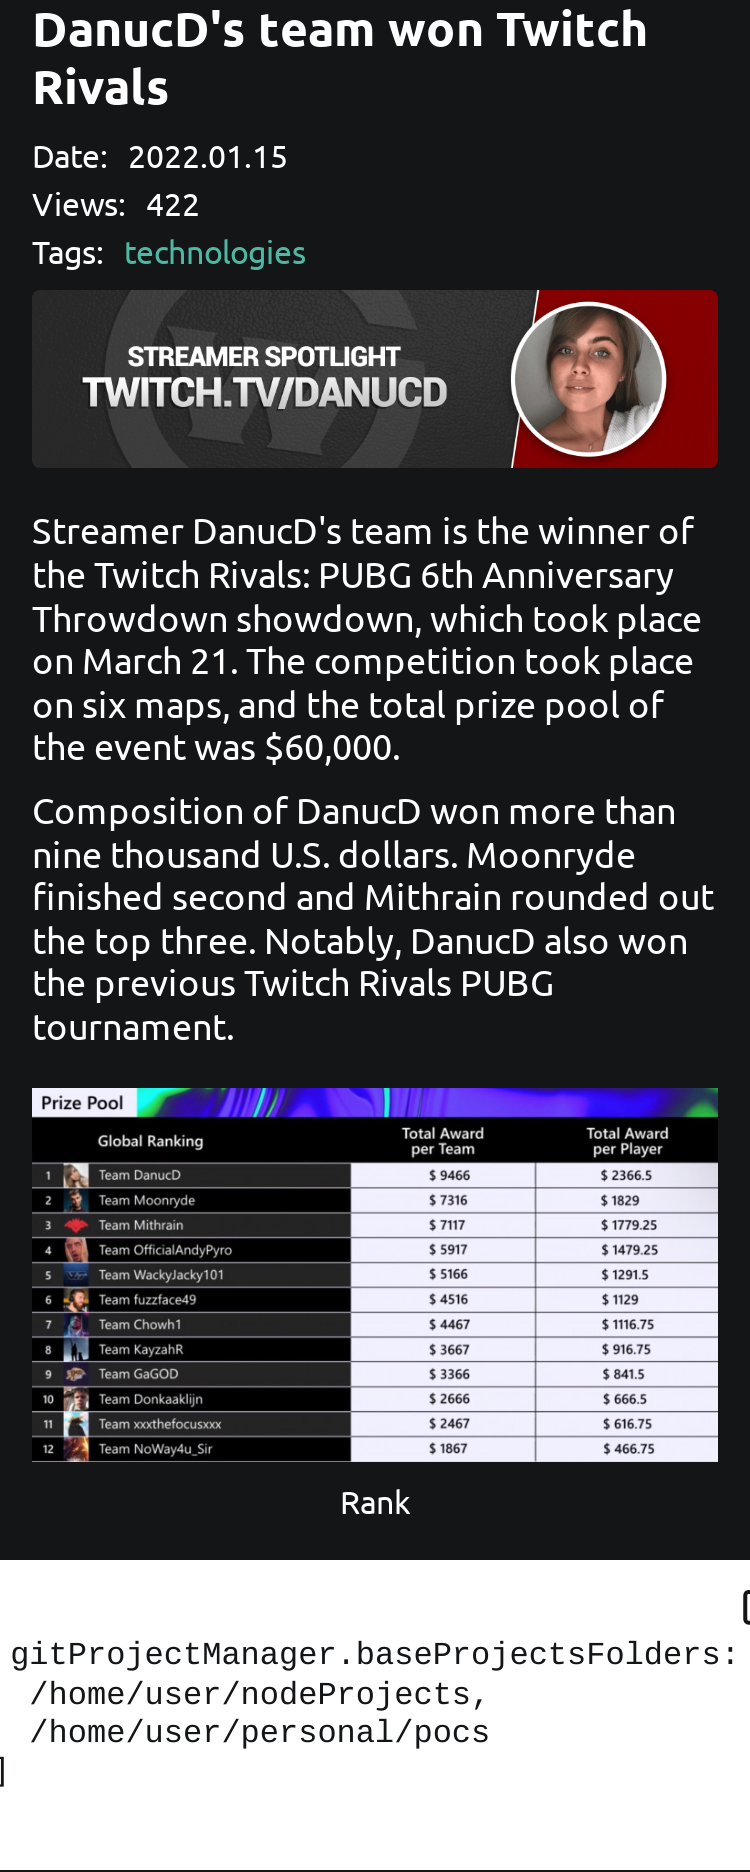 DanucD's team won Twitch
Rivals
Date: 2022.01.15
Views: 422
Tags: technologies
STREAMER SPOTLIGHT
TWITCH.TV/DANUCD
Streamer DanucD's team is the winner of
the Twitch Rivals: PUBG 6th Anniversary
Throwdown showdown, which took place
on March 21. The competition took place
on six maps, and the total prize pool of
the event was $60,000.
Composition of DanucD won more than
nine thousand U.S. dollars. Moonryde
finished second and Mithrain rounded out
the top three. Notably, DanucD also won
the previous Twitch Rivals PUBG
tournament.
Prize Pool
Global Ranking Total Award per Team Total Award per Player
1 Team DanucD $ 9466 $ 2366.5
2 Team Moonryde $ 7316 $ 1829
3 Team Mithrain $ 7117 $ 1779.25
4 Team OfficialAndyPyro $ 5917 $ 1479.25
5 Team WackyJacky101 $ 5166 $ 1291.5
6 Team fuzzface49 $ 4516 $ 1129
7 Team Chowh1 $ 4467 $ 1116.75
8 Team KayzahR $ 3667 $ 916.75
9 Team GaGOD $ 3366 $ 841.5
10 Team Donkaaklijn $ 2666 $ 666.5
11 Team xxxthefocusxxx $ 2467 $ 616.75
12 Team NoWay4u_Sir $ 1867 $ 466.75
Rank
gitProjectManager.baseProjectsFolders:
/home/user/nodeProjects,
/home/user/personal/pocs
]